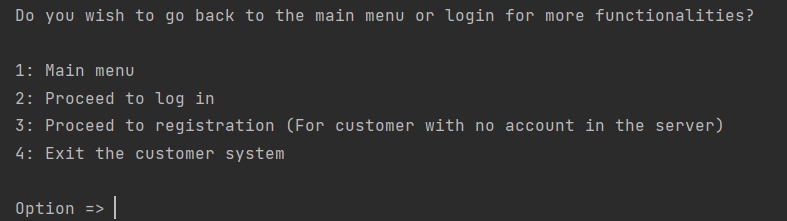 Do you wish to go back to the main menu or login for more functionalities?
1: Main menu
2: Proceed to log in
3: Proceed to registration (For customer with no account in the server)
4: Exit the customer system
Option =>